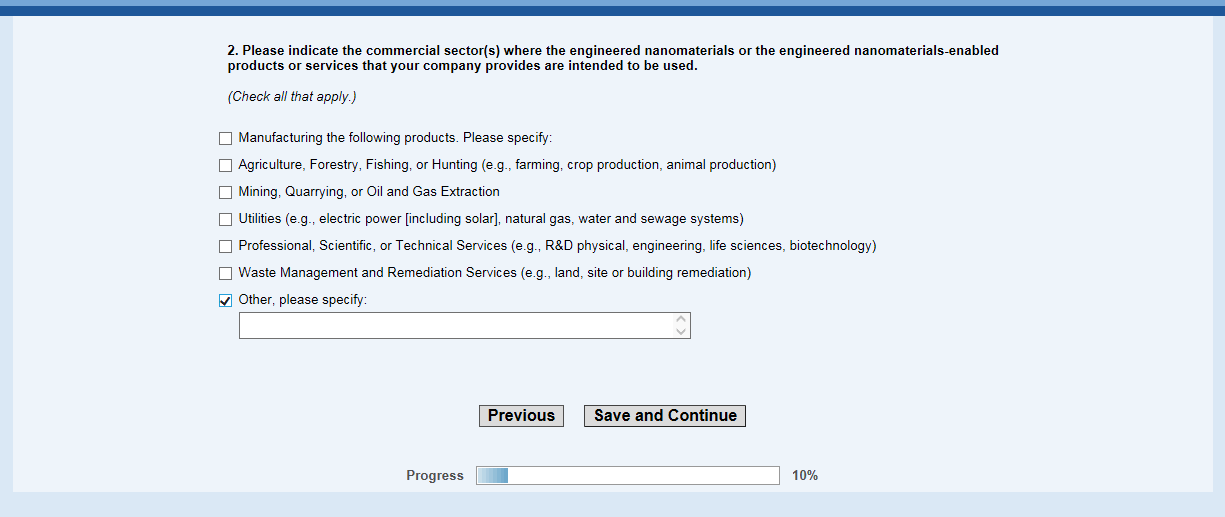 2. Please indicate the commercial sector(s) where the engineered nanomaterials or the engineered nanomaterials-enabled
products or services that your company provides are intended to be used.
(Check all that apply.)
Manufacturing the following products. Please specify:
Agriculture, Forestry, Fishing, or Hunting (e.g., farming, crop production, animal production)
Mining, Quarrying, or Oil and Gas Extraction
Utilities (e.g., electric power [including solar], natural gas, water and sewage systems)
Professional, Scientific, or Technical Services (e.g., R&D physical, engineering, life sciences, biotechnology)
Waste Management and Remediation Services (e.g., land, site or building remediation)
Other, please specify:
Previous Save and Continue
Progress 10%